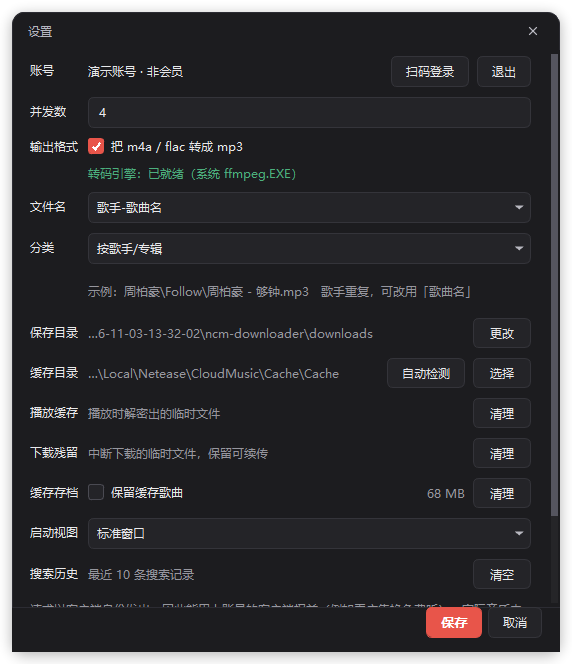 设置
账号 演示账号 · 非会员 扫码登录 退出
并发数 4
输出格式 把 m4a / flac 转成 mp3
转码引擎：已就绪（系统 ffmpeg.EXE）
文件名 歌手-歌曲名
分类 按歌手/专辑
示例：周柏豪\Follow\周柏豪 - 够钟.mp3 歌手重复，可改用「歌曲名」
保存目录 ...6-11-03-13-32-02\ncm-downloader\downloads 更改
缓存目录 ...\Local\Netease\CloudMusic\Cache\Cache 自动检测 选择
播放缓存 播放时解密出的临时文件 清理
下载残留 中断下载的临时文件，保留可续传 清理
缓存存档 保留缓存歌曲 68 MB 清理
启动视图 标准窗口
搜索历史 最近 10 条搜索记录 清空
保存 取消